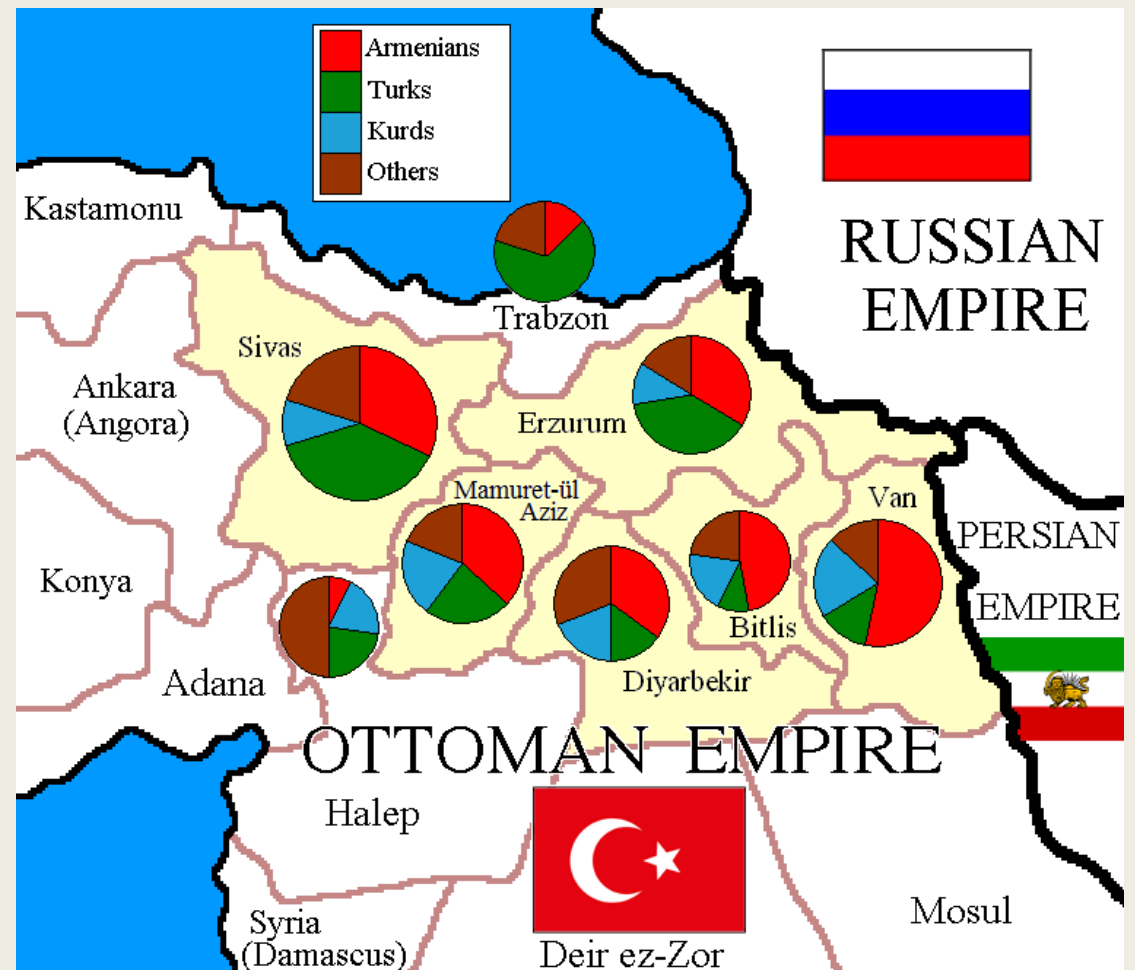 Armenians
Turks
Kurds
Others
Kastamonu
RUSSIAN
EMPIRE
Trabzon
Sivas
Ankara
(Angora)
Erzurum
Mamuret-ül
Aziz
Van
PERSIAN
EMPIRE
Konya
Bitlis
Adana
Diyarbekir
OTTOMAN EMPIRE
Halep
Mosul
Syria
(Damascus)
Deir ez-Zor